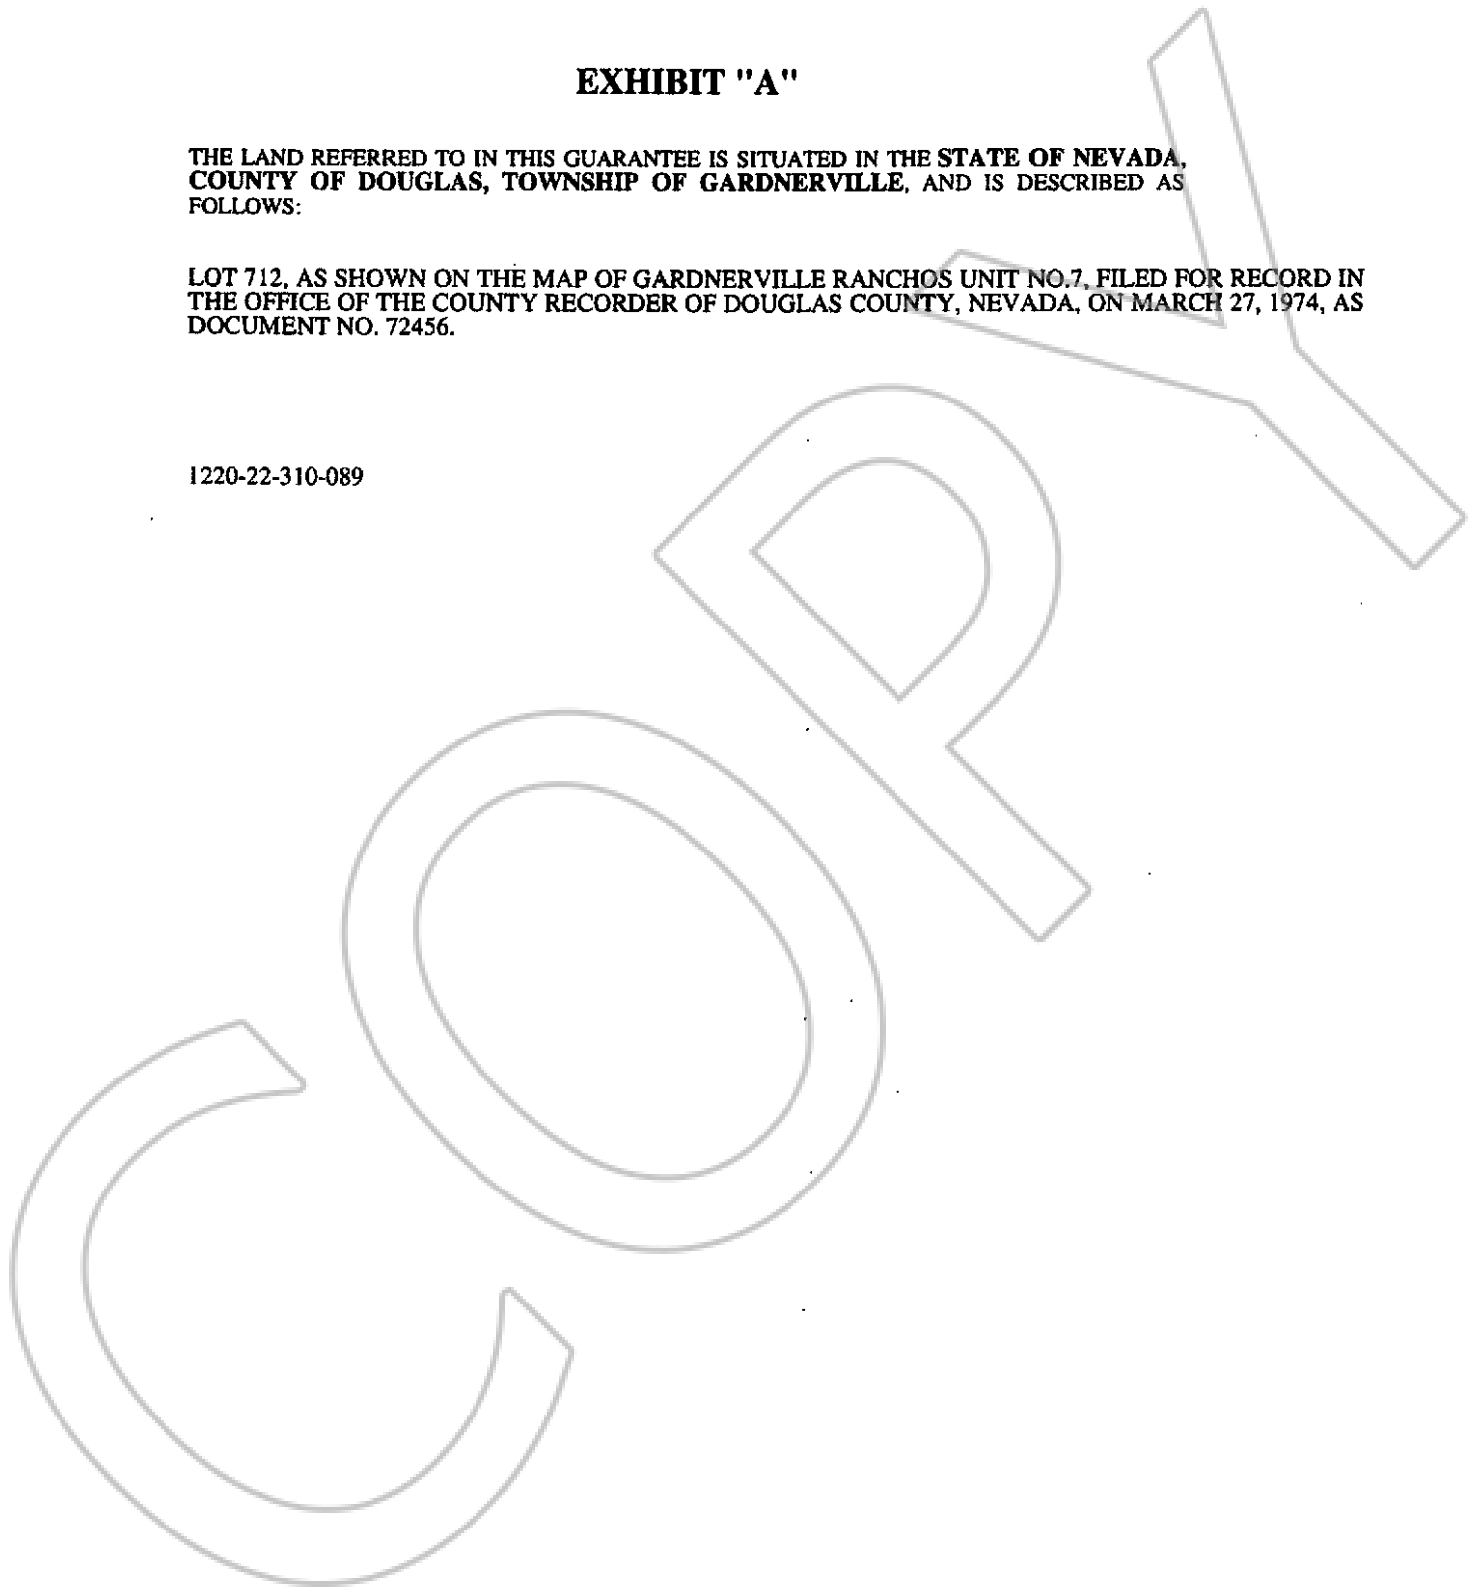 EXHIBIT "A"
THE LAND REFERRED TO IN THIS GUARANTEE IS SITUATED IN THE STATE OF NEVADA,
COUNTY OF DOUGLAS, TOWNSHIP OF GARDNERVILLE, AND IS DESCRIBED AS
FOLLOWS:
LOT 712, AS SHOWN ON THE MAP OF GARDNERVILLE RANCHOS UNIT NO.7, FILED FOR RECORD IN
THE OFFICE OF THE COUNTY RECORDER OF DOUGLAS COUNTY, NEVADA, ON MARCH 27, 1974, AS
DOCUMENT NO. 72456.
1220-22-310-089
COPY